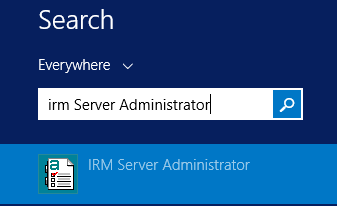 Search
Everywhere
irm Server Administrator
IRM Server Administrator